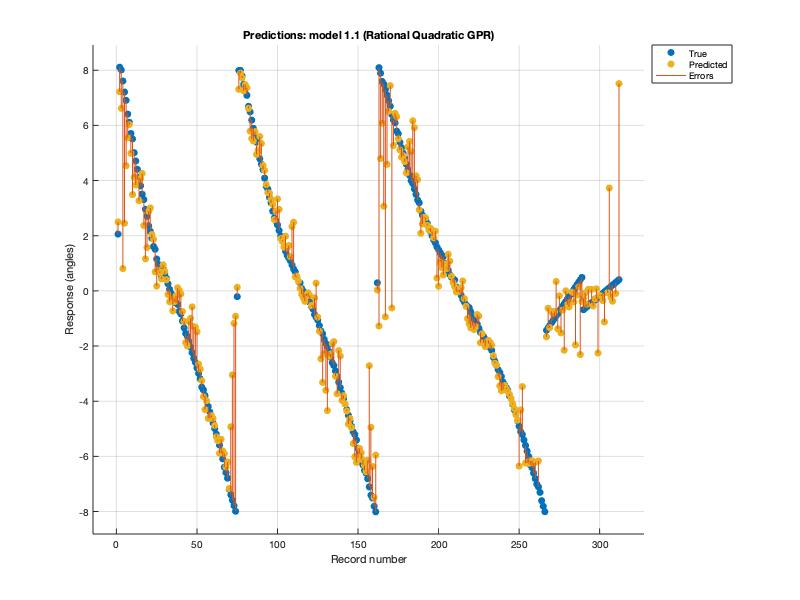 Predictions: model 1.1 (Rational Quadratic GPR)
True
Predicted
Errors
8
6
4
2
0
-2
-4
-6
-8
Response (angles)
0 50 100 150 200 250 300
Record number